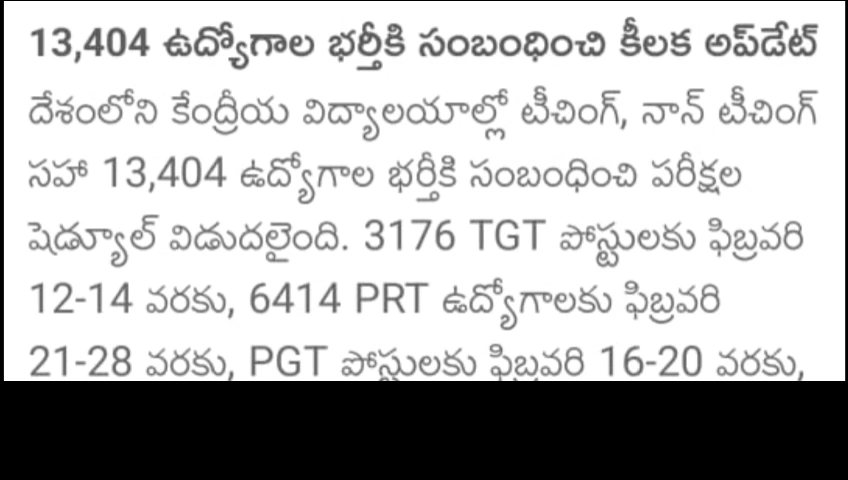 13,404 ఉద్యోగాల భర్తీకి సంబంధించి కీలక అప్‌డేట్
దేశంలోని కేంద్రీయ విద్యాలయాల్లో టీచింగ్, నాన్ టీచింగ్
సహా 13,404 ఉద్యోగాల భర్తీకి సంబంధించి పరీక్షల
షెడ్యూల్ విడుదలైంది. 3176 TGT పోస్టులకు ఫిబ్రవరి
12-14 వరకు, 6414 PRT ఉద్యోగాలకు ఫిబ్రవరి
21-28 వరకు, PGT పోస్టులకు ఫిబ్రవరి 16-20 వరకు,